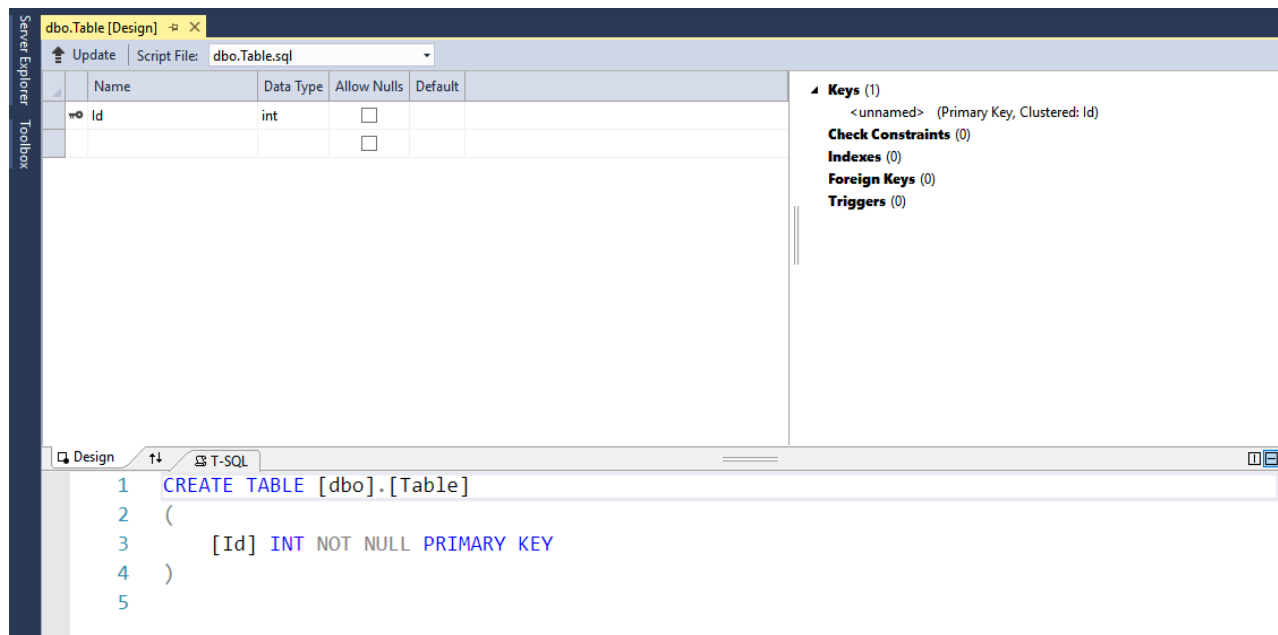 Server Explorer
Toolbox
dbo.Table [Design]
Update Script File: dbo.Table.sql
Name Data Type Allow Nulls Default
Id int
Keys (1)
<unnamed> (Primary Key, Clustered: Id)
Check Constraints (0)
Indexes (0)
Foreign Keys (0)
Triggers (0)
Design T-SQL
1 CREATE TABLE [dbo].[Table]
2 (
3 [Id] INT NOT NULL PRIMARY KEY
4 )
5